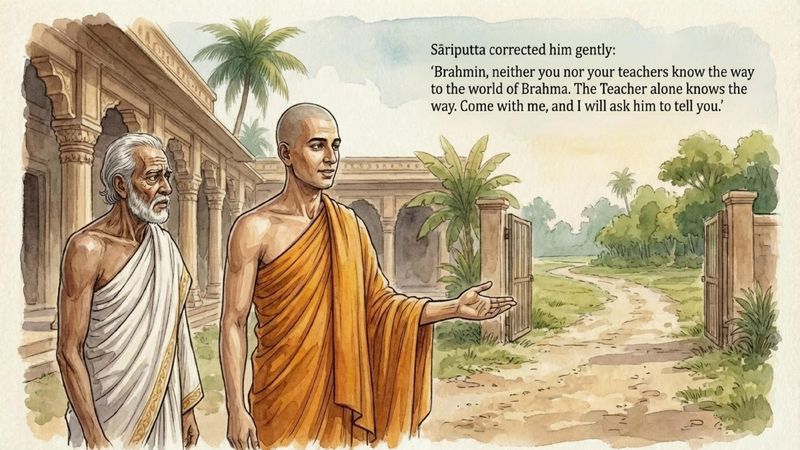 Sāriputta corrected him gently:
‘Brahmin, neither you nor your teachers know the way
to the world of Brahma. The Teacher alone knows the
way. Come with me, and I will ask him to tell you.’